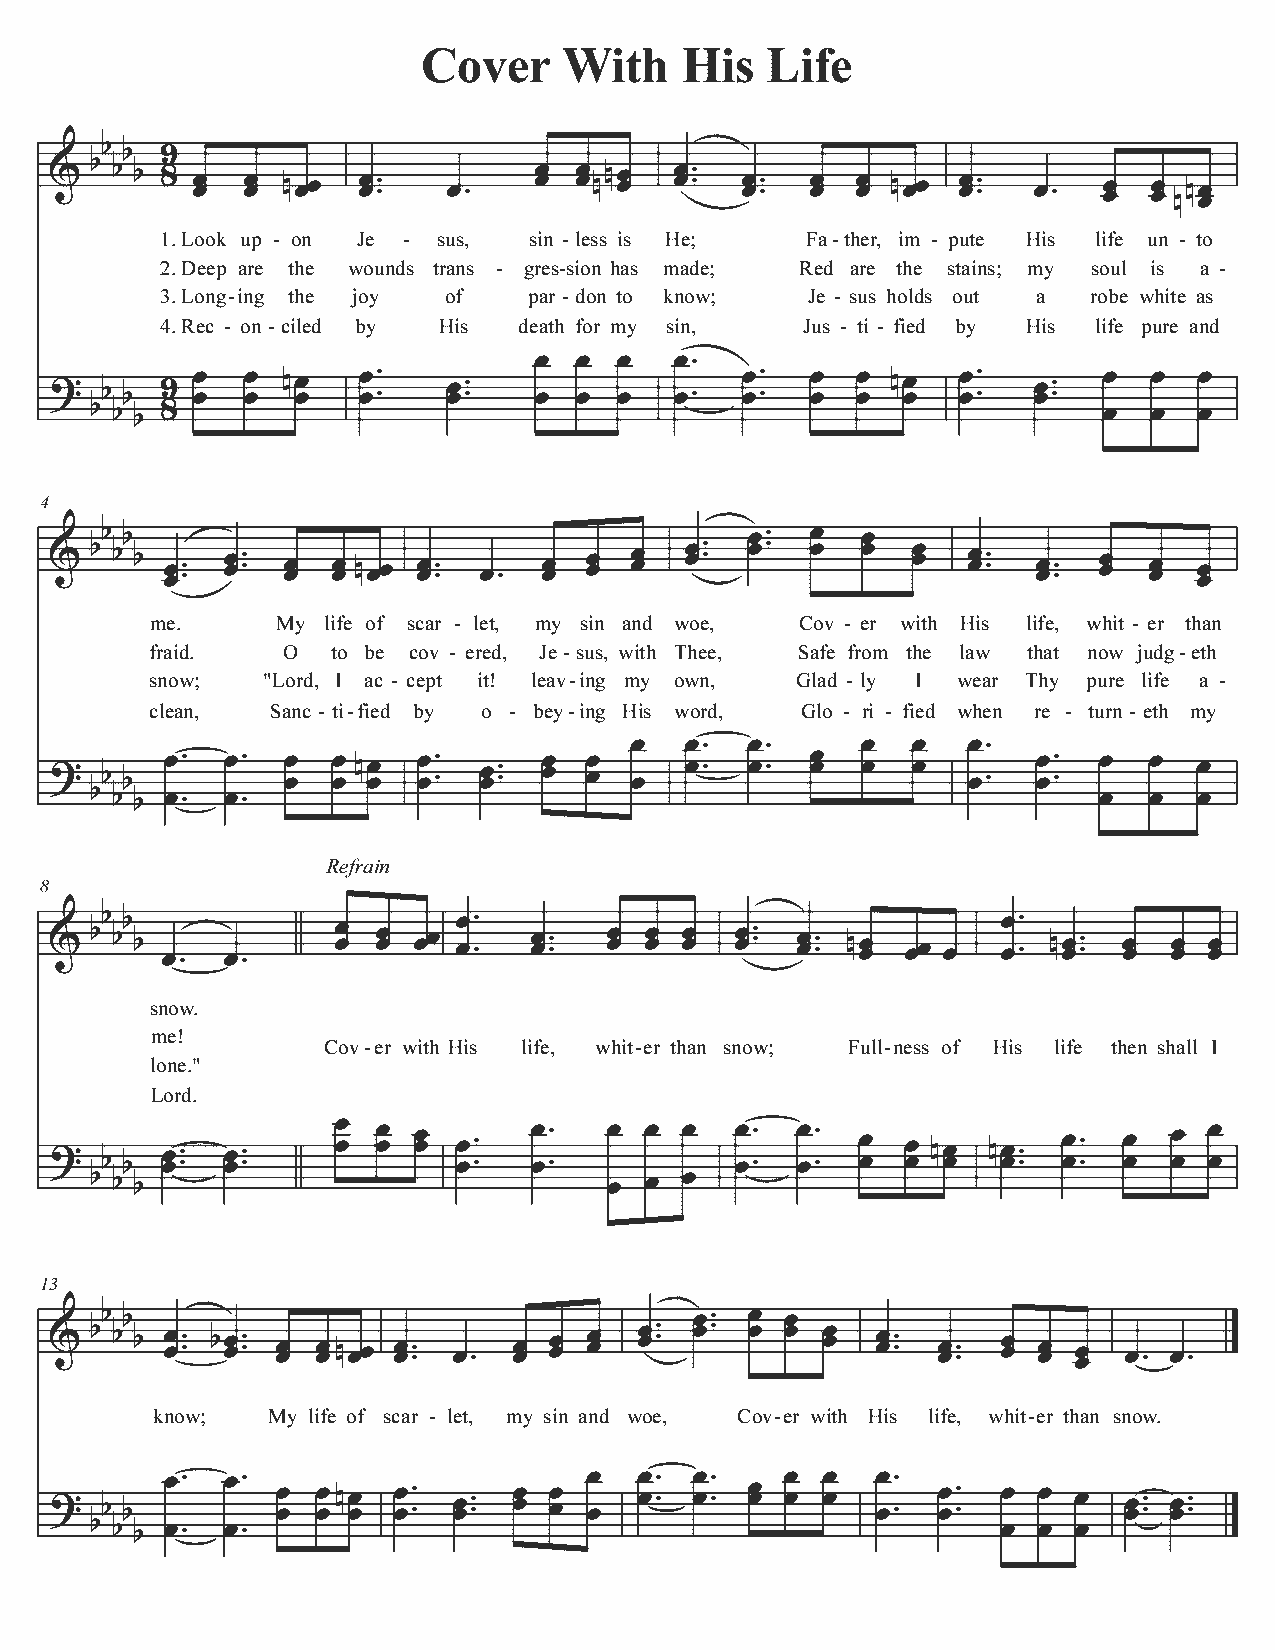 Cover With His Life
9
8
1. Look up - on Je - sus, sin - less is He; Fa - ther, im - pute His life un - to
2. Deep are the wounds trans - gres-sion has made; Red are the stains; my soul is a -
3. Long-ing the joy of par - don to know; Je - sus holds out a robe white as
4. Rec - on - ciled by His death for my sin, Jus - ti - fied by His life pure and
9
8
4
me. My life of scar - let, my sin and woe, Cov - er with His life, whit - er than
fraid. O to be cov - ered, Je - sus, with Thee, Safe from the law that now judg - eth
snow; "Lord, I ac - cept it! leav - ing my own, Glad - ly I wear Thy pure life a -
clean, Sanc - ti - fied by o - bey - ing His word, Glo - ri - fied when re - turn - eth my
Refrain
8
snow.
me!
Cov - er with His life, whit-er than snow; Full-ness of His life then shall I
lone."
Lord.
13
know; My life of scar - let, my sin and woe, Cov-er with His life, whit-er than snow.